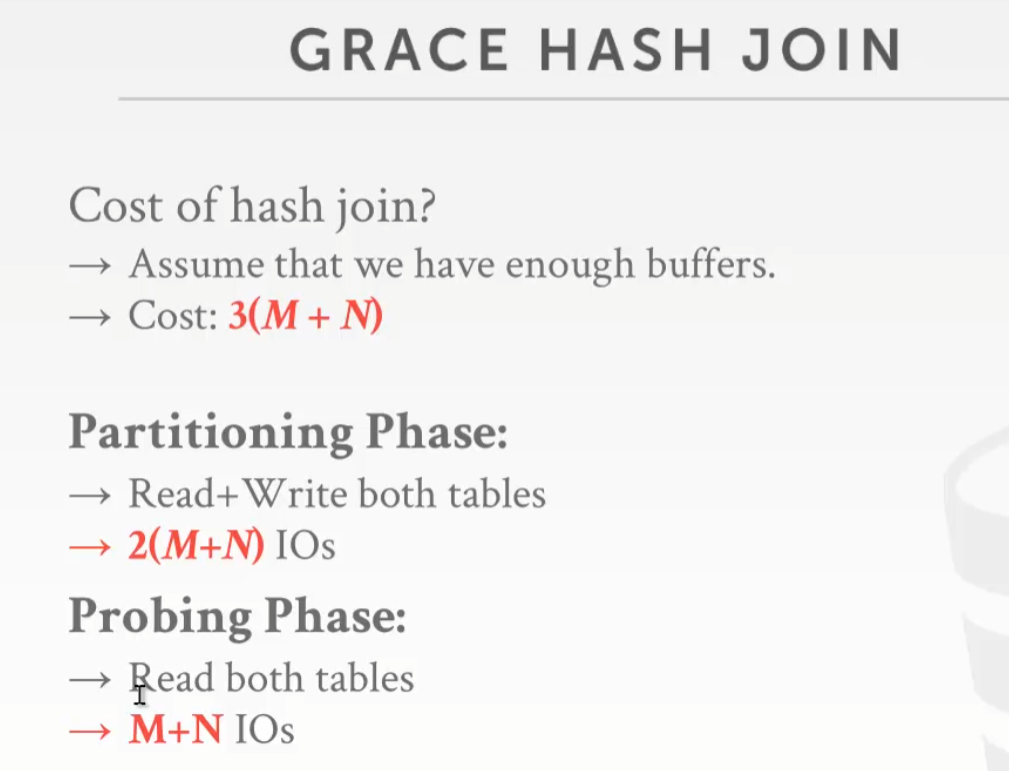 GRACE HASH JOIN
Cost of hash join?
→ Assume that we have enough buffers.
→ Cost: 3(M + N)
Partitioning Phase:
→ Read+Write both tables
→ 2(M+N) IOs
Probing Phase:
→ Read both tables
→ M+N IOs